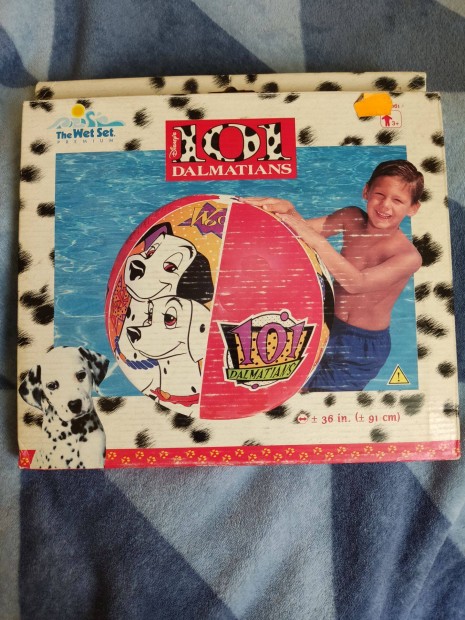 The Wet Set.
PREMIUM
Disney's
101
DALMATIANS
3+
101
DALMATIANS
± 36 in. (± 91 cm)